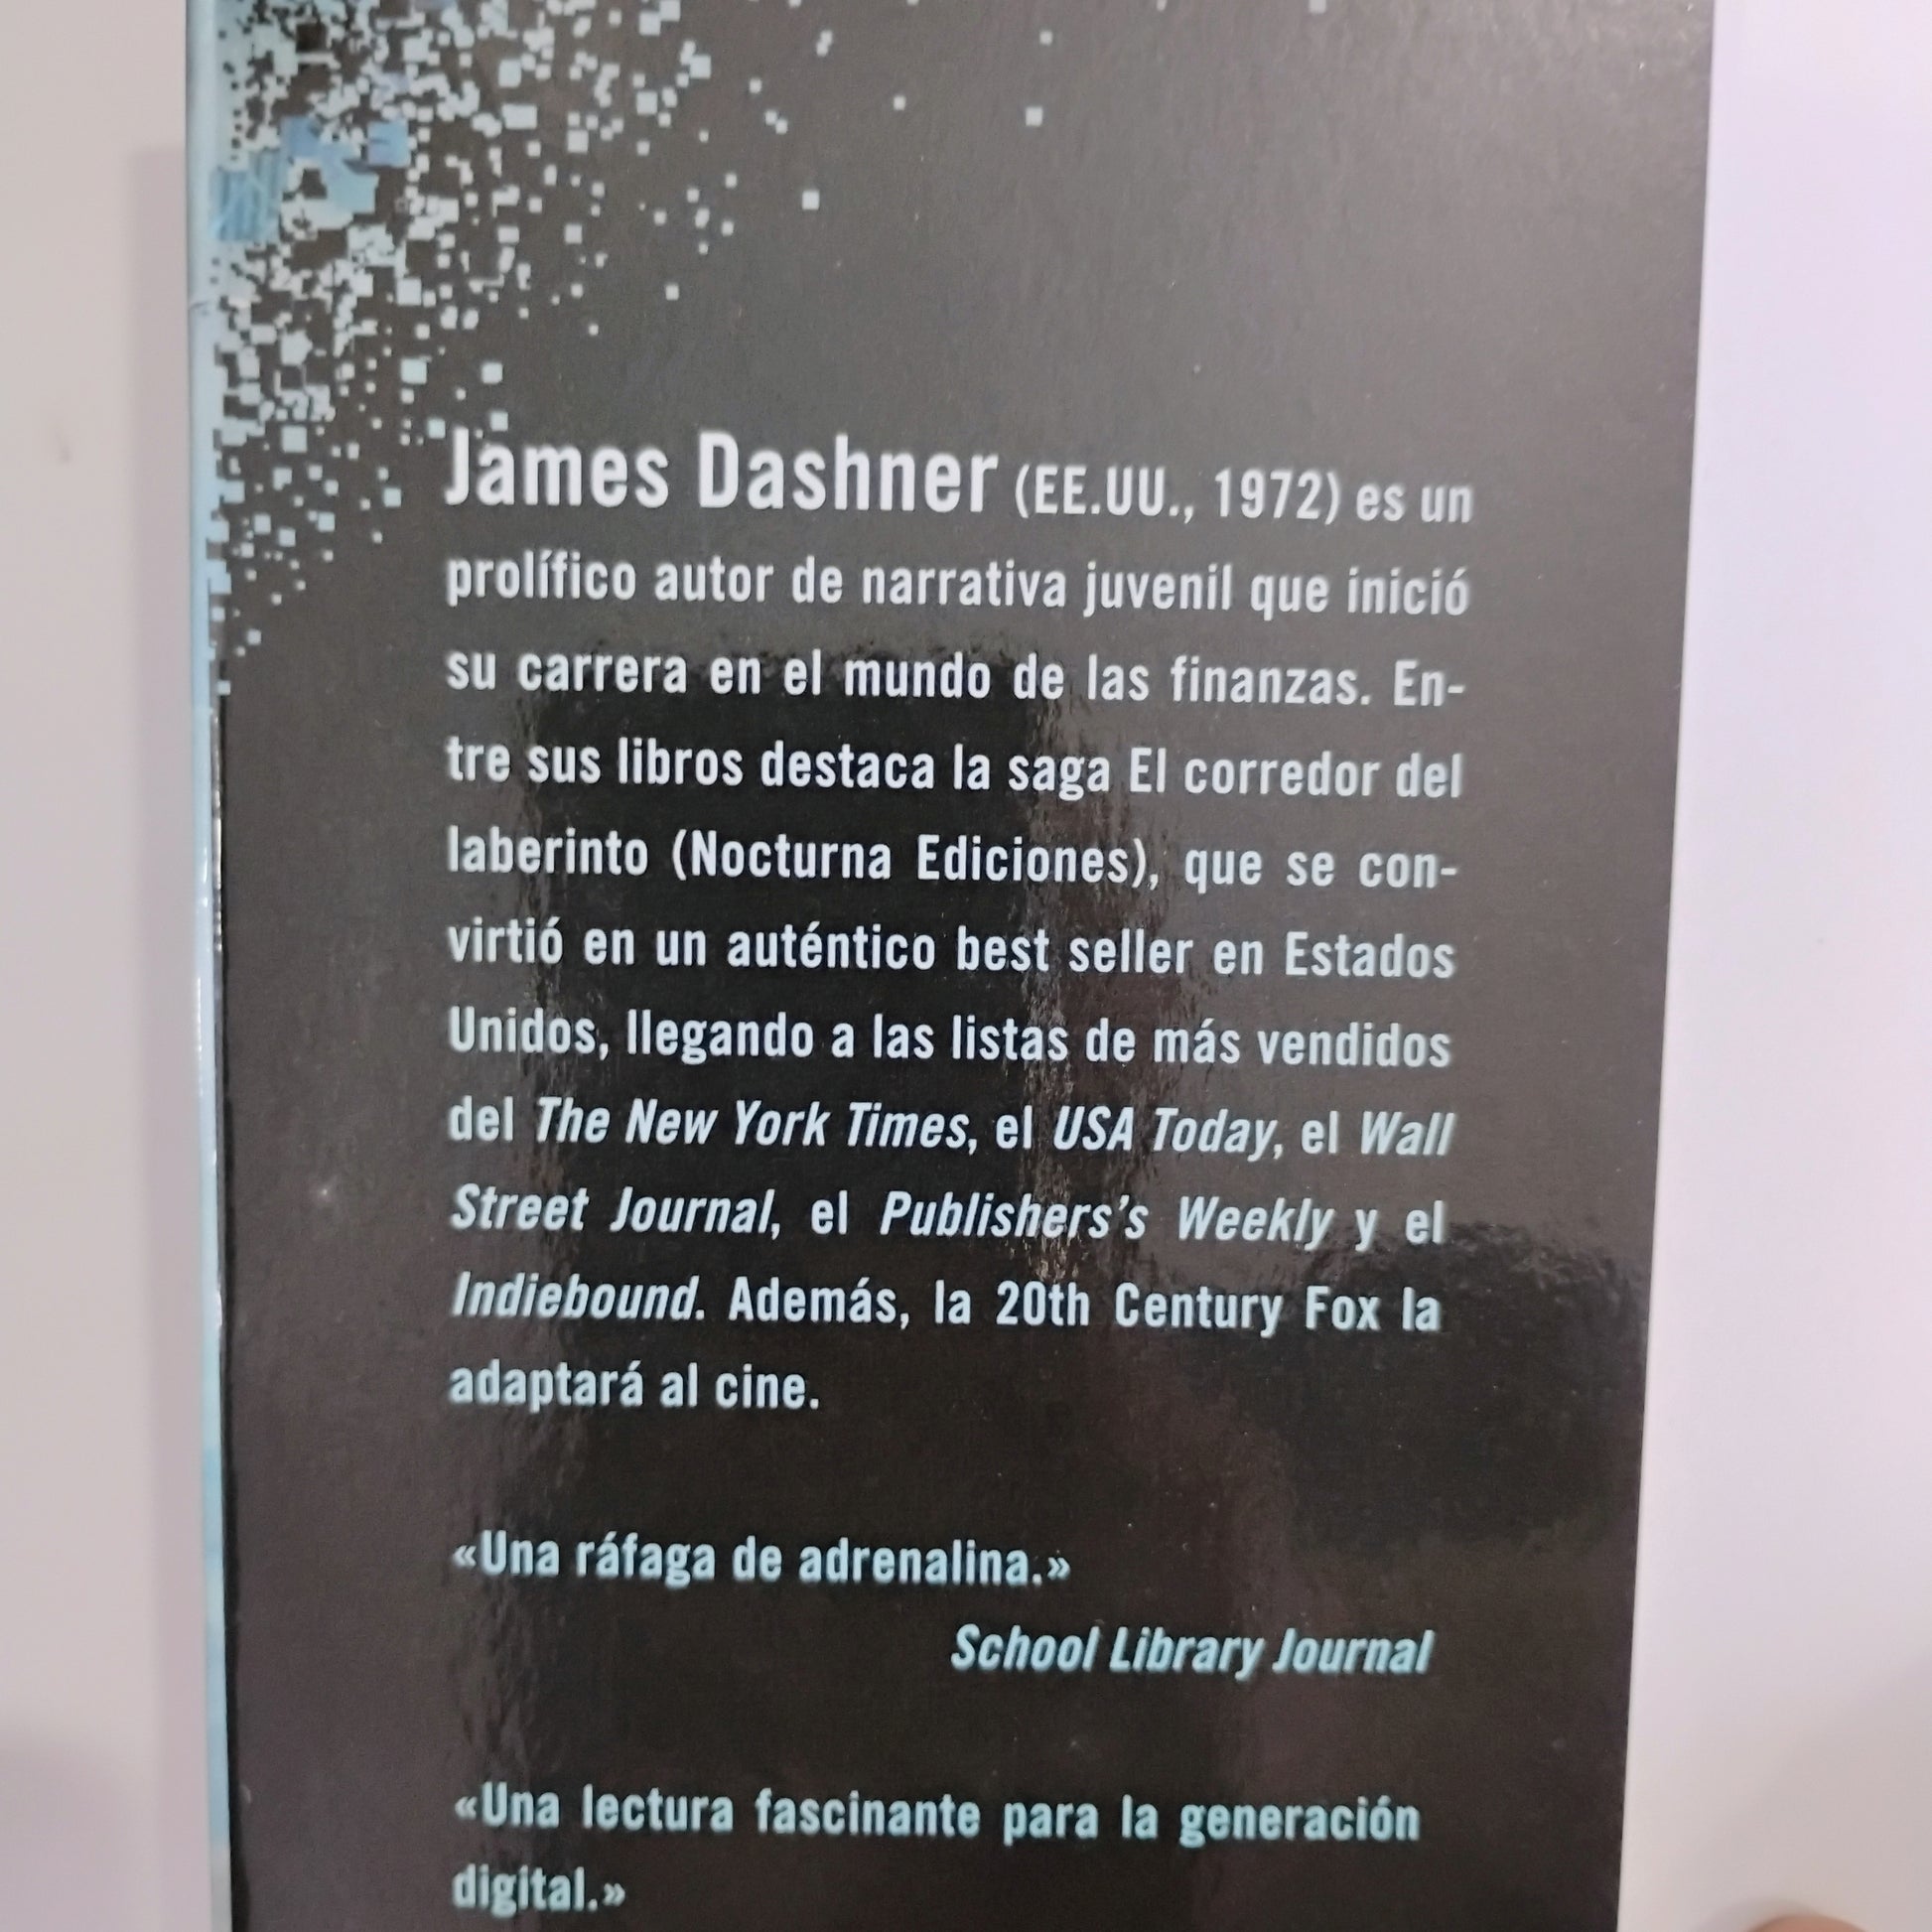 James Dashner (EE.UU., 1972) es un
prolífico autor de narrativa juvenil que inició
su carrera en el mundo de las finanzas. En-
tre sus libros destaca la saga El corredor del
laberinto (Nocturna Ediciones), que se con-
virtió en un auténtico best seller en Estados
Unidos, llegando a las listas de más vendidos
del The New York Times, el USA Today, el Wall
Street Journal, el Publishers's Weekly y el
Indiebound. Además, la 20th Century Fox la
adaptará al cine.
«Una ráfaga de adrenalina.»
School Library Journal
«Una lectura fascinante para la generación
digital.»